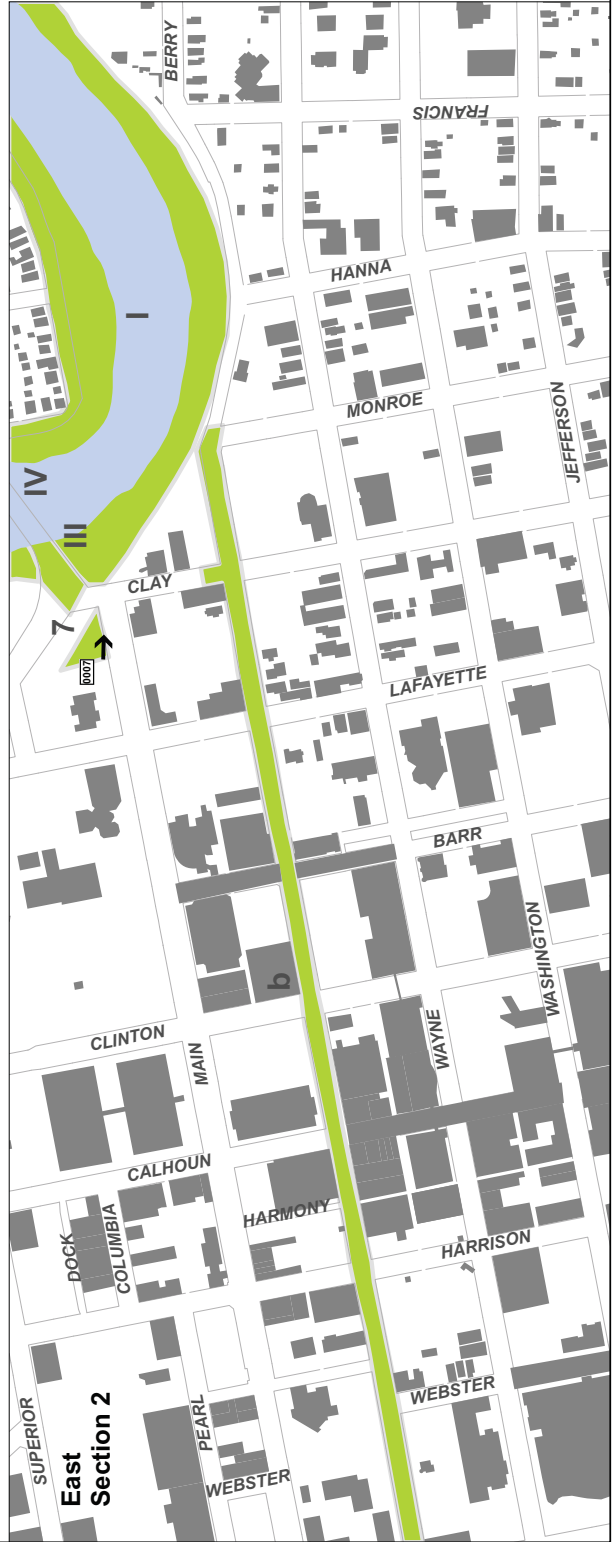 East
Section 2
SUPERIOR
DOCK
COLUMBIA
PEARL
WEBSTER
CALHOUN
HARMONY
CLINTON
MAIN
HARRISON
WEBSTER
WAYNE
WASHINGTON
BARR
b
LAFAYETTE
CLAY
7
0007
III
IV
I
MONROE
JEFFERSON
HANNA
FRANCIS
BERRY